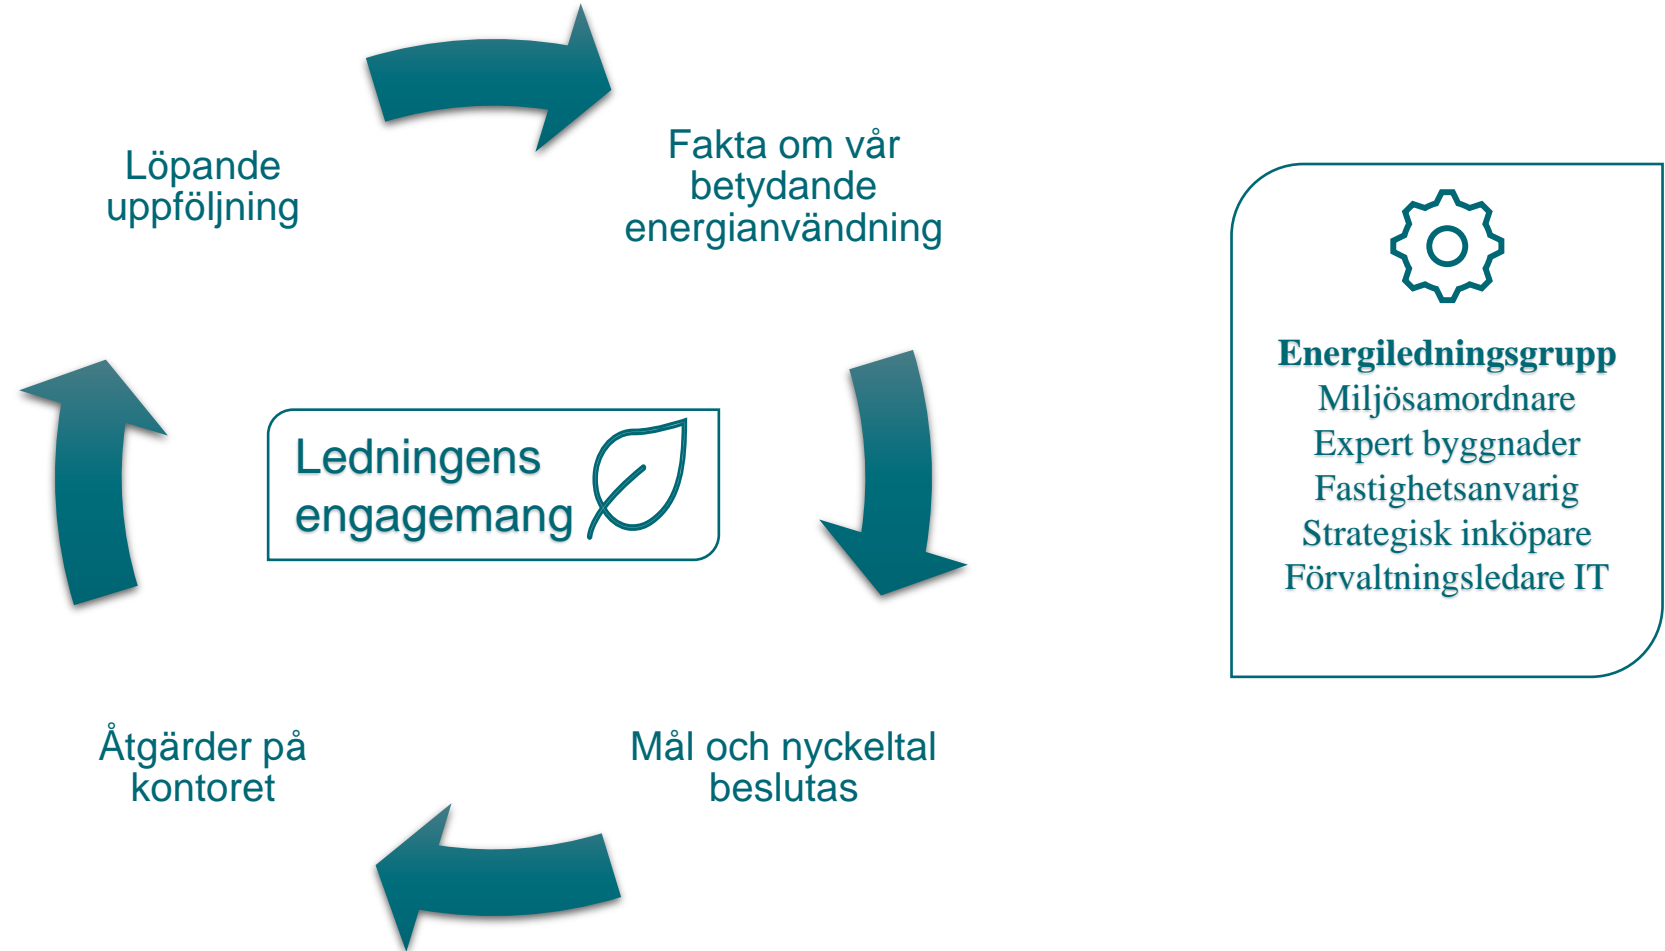 Löpande
uppföljning
Fakta om vår
betydande
energianvändning
Ledningens
engagemang
Åtgärder på
kontoret
Mål och nyckeltal
beslutas
Energiledningsgrupp
Miljösamordnare
Expert byggnader
Fastighetsanvarig
Strategisk inköpare
Förvaltningsledare IT